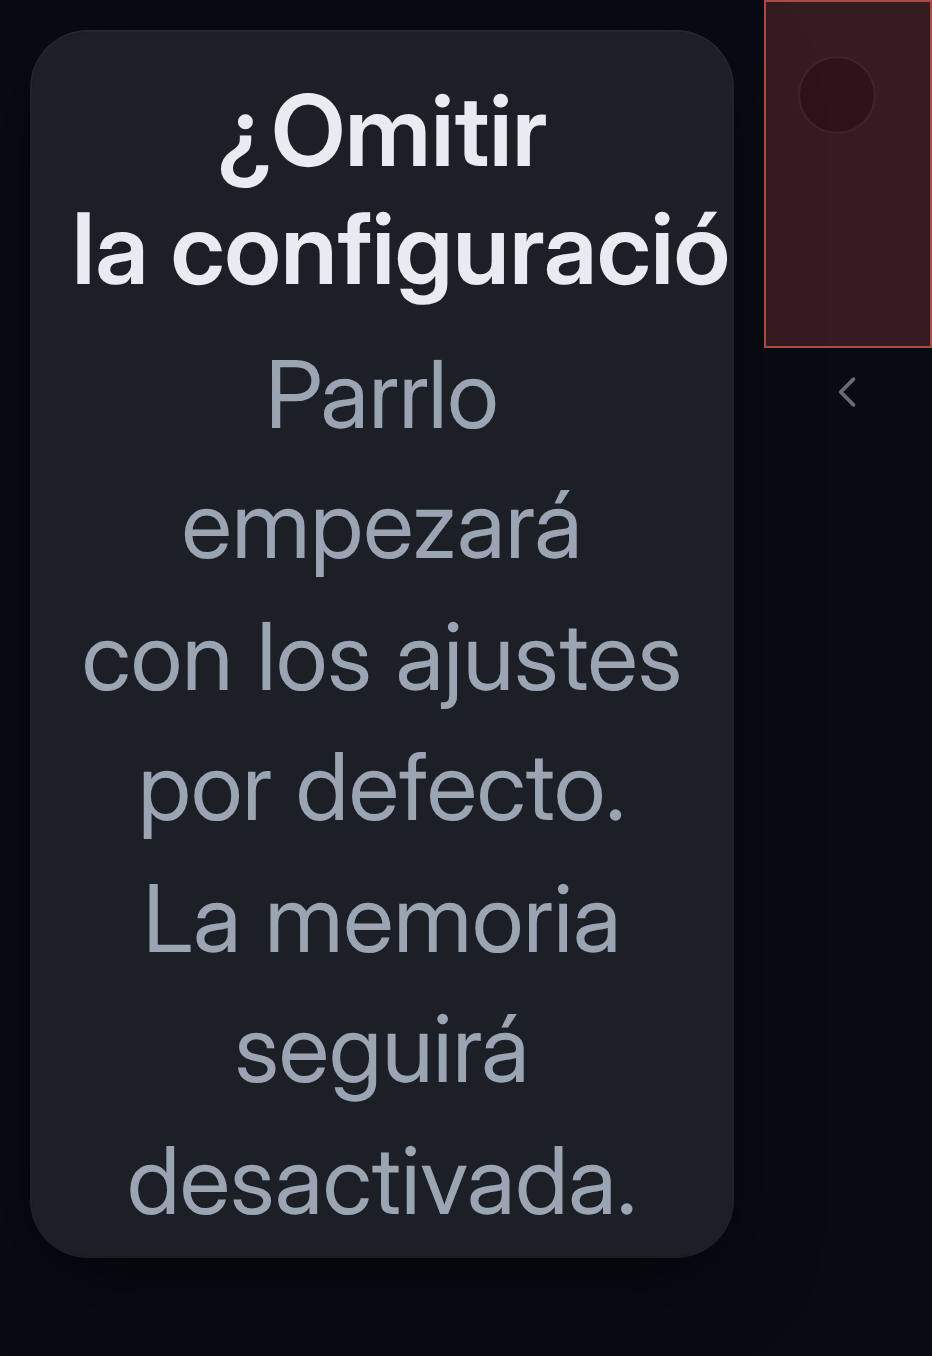 ¿Omitir
la configuració
Parrlo
empezará
con los ajustes
por defecto.
La memoria
seguirá
desactivada.